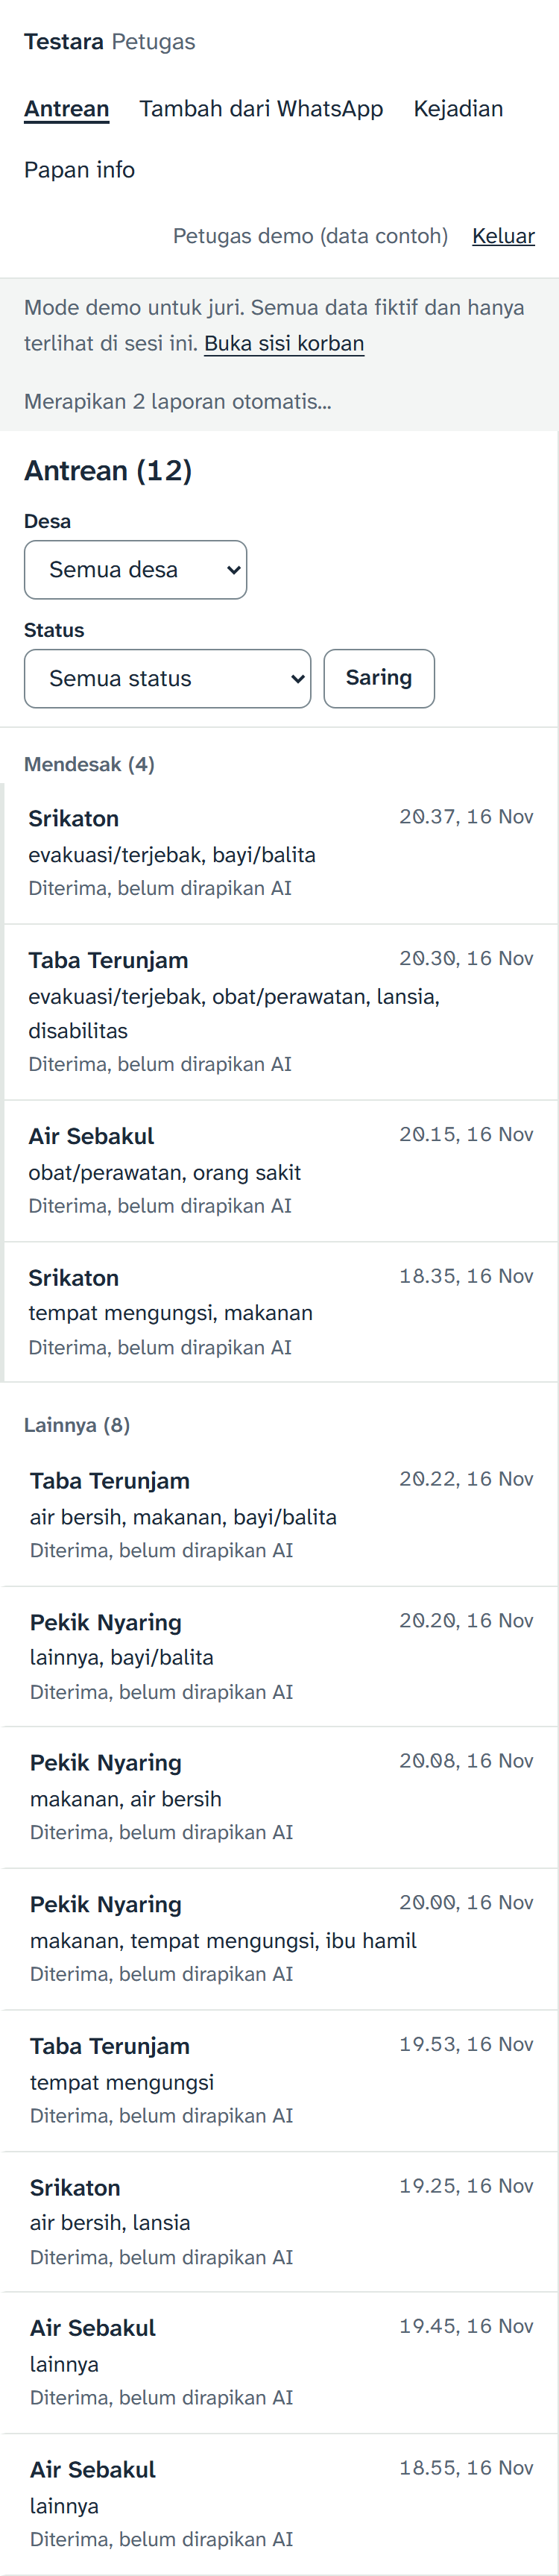 Testara Petugas
Antrean Tambah dari WhatsApp Kejadian
Papan info
Petugas demo (data contoh) Keluar
Mode demo untuk juri. Semua data fiktif dan hanya
terlihat di sesi ini. Buka sisi korban
Merapikan 2 laporan otomatis...
Antrean (12)
Desa
Semua desa
Status
Semua status Saring
Mendesak (4)
Srikaton 20.37, 16 Nov
evakuasi/terjebak, bayi/balita
Diterima, belum dirapikan AI
Taba Terunjam 20.30, 16 Nov
evakuasi/terjebak, obat/perawatan, lansia,
disabilitas
Diterima, belum dirapikan AI
Air Sebakul 20.15, 16 Nov
obat/perawatan, orang sakit
Diterima, belum dirapikan AI
Srikaton 18.35, 16 Nov
tempat mengungsi, makanan
Diterima, belum dirapikan AI
Lainnya (8)
Taba Terunjam 20.22, 16 Nov
air bersih, makanan, bayi/balita
Diterima, belum dirapikan AI
Pekik Nyaring 20.20, 16 Nov
lainnya, bayi/balita
Diterima, belum dirapikan AI
Pekik Nyaring 20.08, 16 Nov
makanan, air bersih
Diterima, belum dirapikan AI
Pekik Nyaring 20.00, 16 Nov
makanan, tempat mengungsi, ibu hamil
Diterima, belum dirapikan AI
Taba Terunjam 19.53, 16 Nov
tempat mengungsi
Diterima, belum dirapikan AI
Srikaton 19.25, 16 Nov
air bersih, lansia
Diterima, belum dirapikan AI
Air Sebakul 19.45, 16 Nov
lainnya
Diterima, belum dirapikan AI
Air Sebakul 18.55, 16 Nov
lainnya
Diterima, belum dirapikan AI